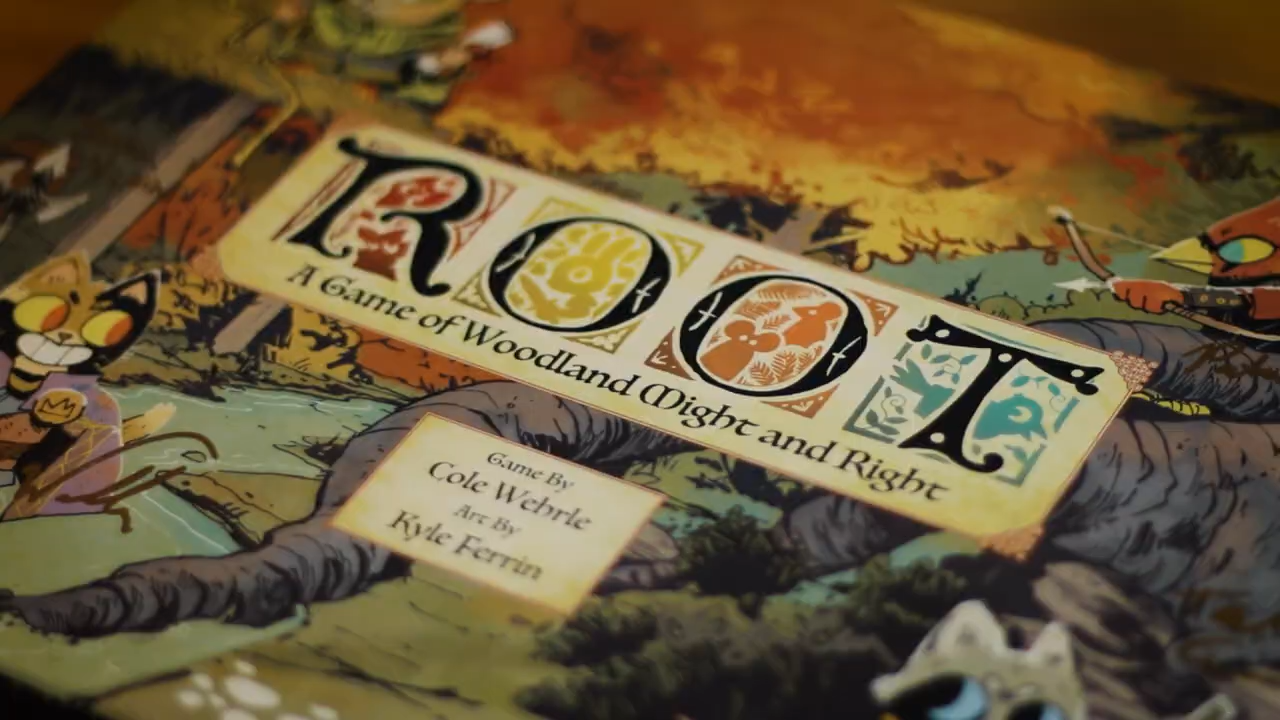 ROOT
A Game of Woodland Might and Right
Game By
Cole Wehrle
Art By
Kyle Ferrin